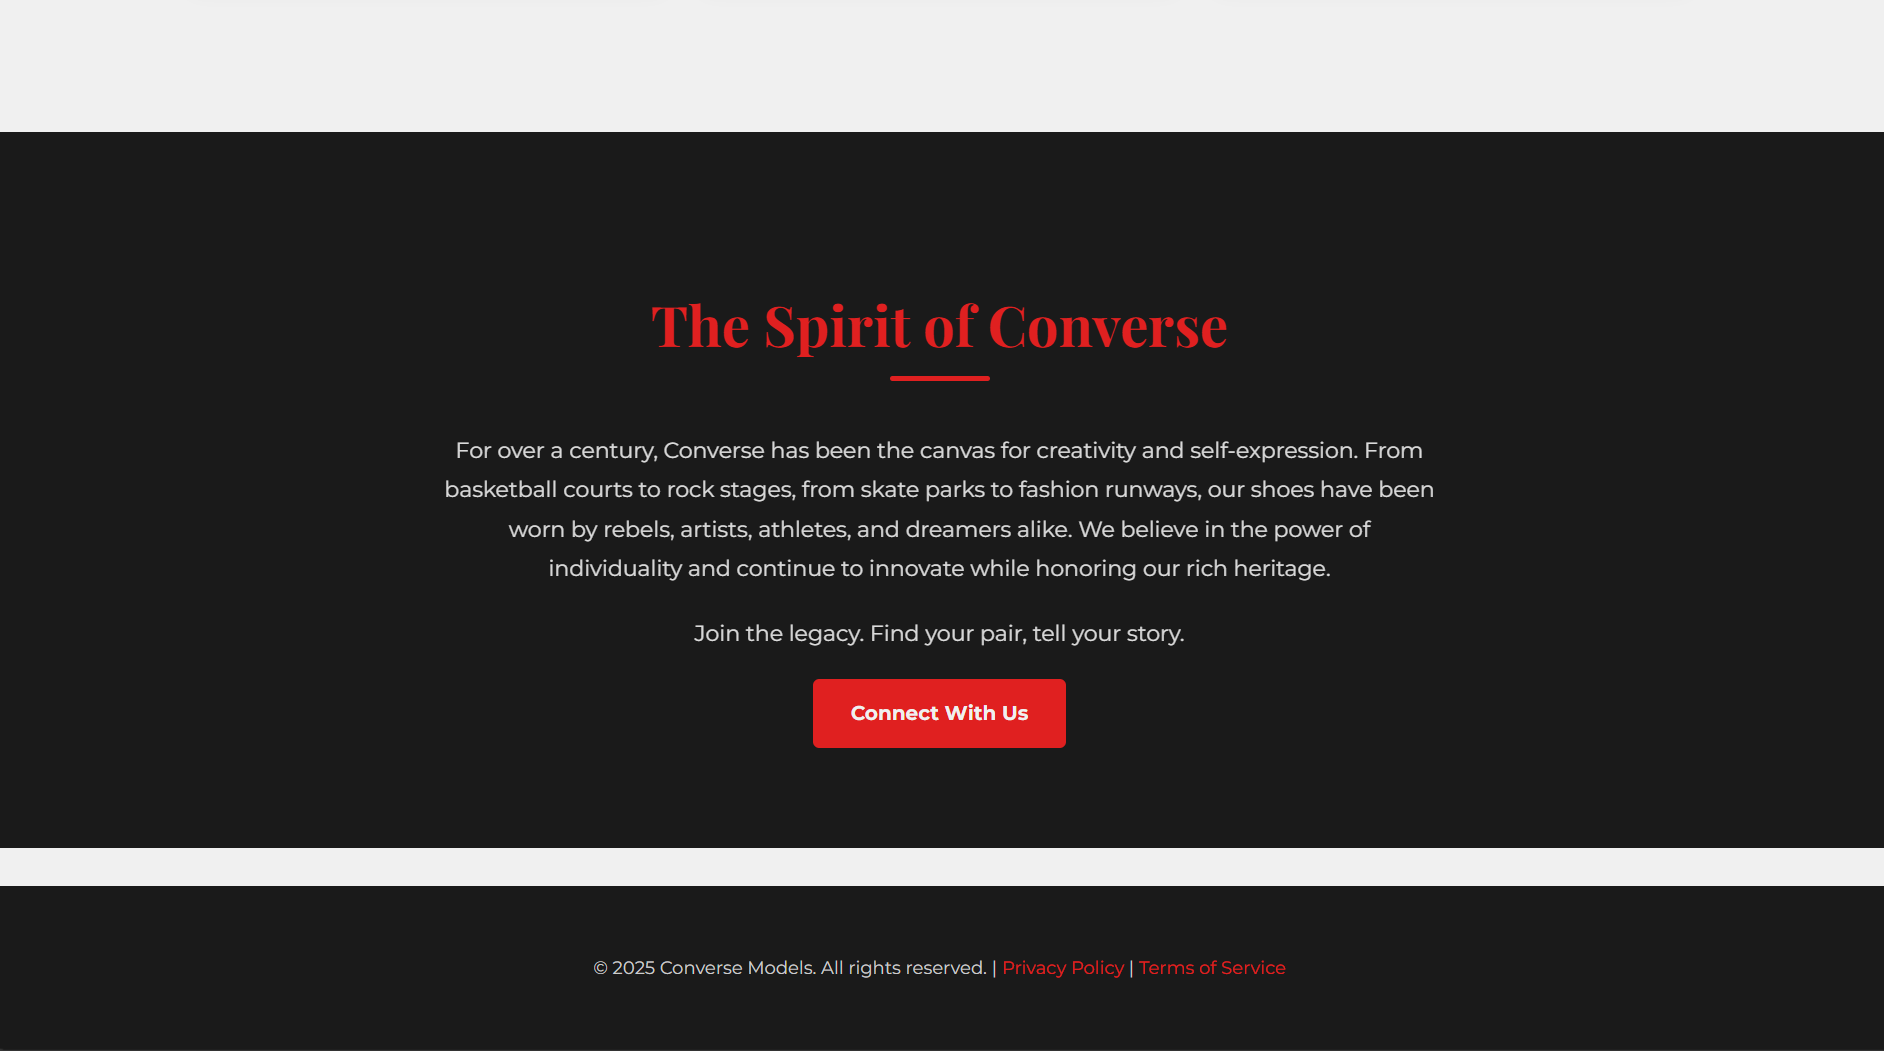 The Spirit of Converse
For over a century, Converse has been the canvas for creativity and self-expression. From
basketball courts to rock stages, from skate parks to fashion runways, our shoes have been
worn by rebels, artists, athletes, and dreamers alike. We believe in the power of
individuality and continue to innovate while honoring our rich heritage.
Join the legacy. Find your pair, tell your story.
Connect With Us
© 2025 Converse Models. All rights reserved. | Privacy Policy | Terms of Service